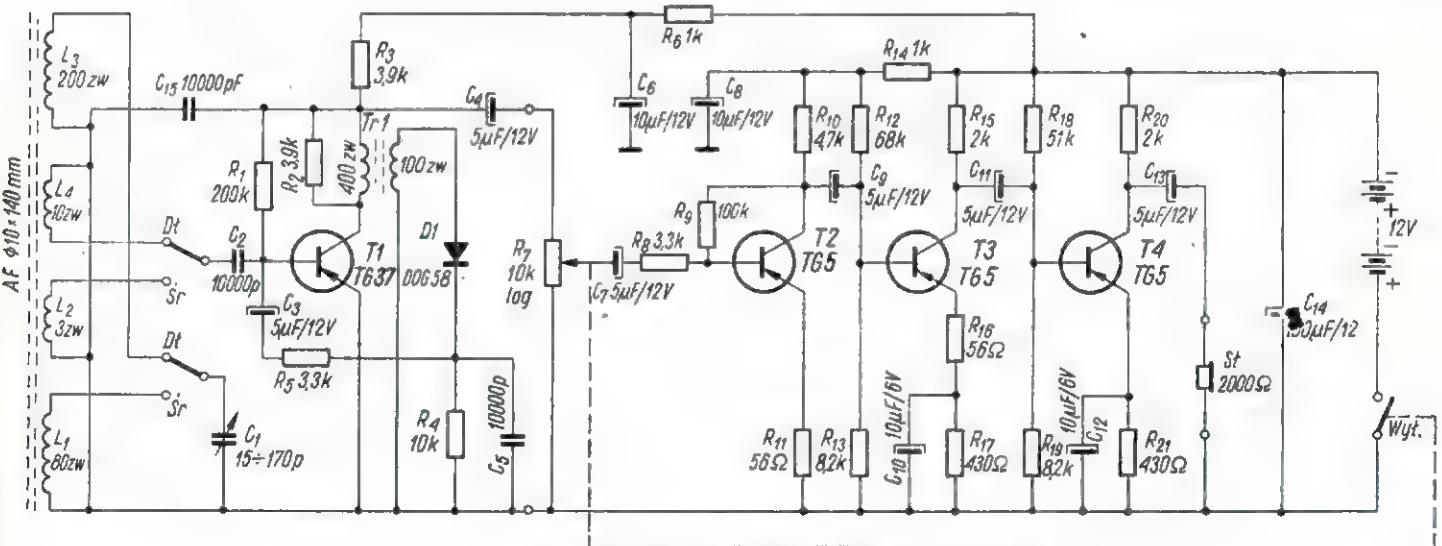 AF Φ10×140mm
L3
200zw
L4
10zw
L2
3zw
L1
80zw
C15 10000pF
Dt
Śr
Dt
Śr
C1
15÷170p
C2
10000p
R1
200k
C3
5μF/12V
R5 3,3k
R2 3,9k
R3
3,9k
Tr1
400zw
100zw
T1
TG37
D1
DOG58
R4
10k
10000p
C5
C4
5μF/12V
R7
10k
log
R6 1k
C6
10μF/12V
C8
10μF/12V
C7 5μF/12V
R8 3,3k
R9
100k
R10
4,7k
R12
68k
R14 1k
C9
5μF/12V
T2
TG5
R11
56Ω
R13
8,2k
R15
2k
C11
5μF/12V
T3
TG5
R16
56Ω
10μF/6V
C10
R17
430Ω
R18
51k
R19
8,2k
R20
2k
C13
5μF/12V
T4
TG5
10μF/6V
C12
R21
430Ω
St
2000Ω
C14
μF/12
12V
Wył.